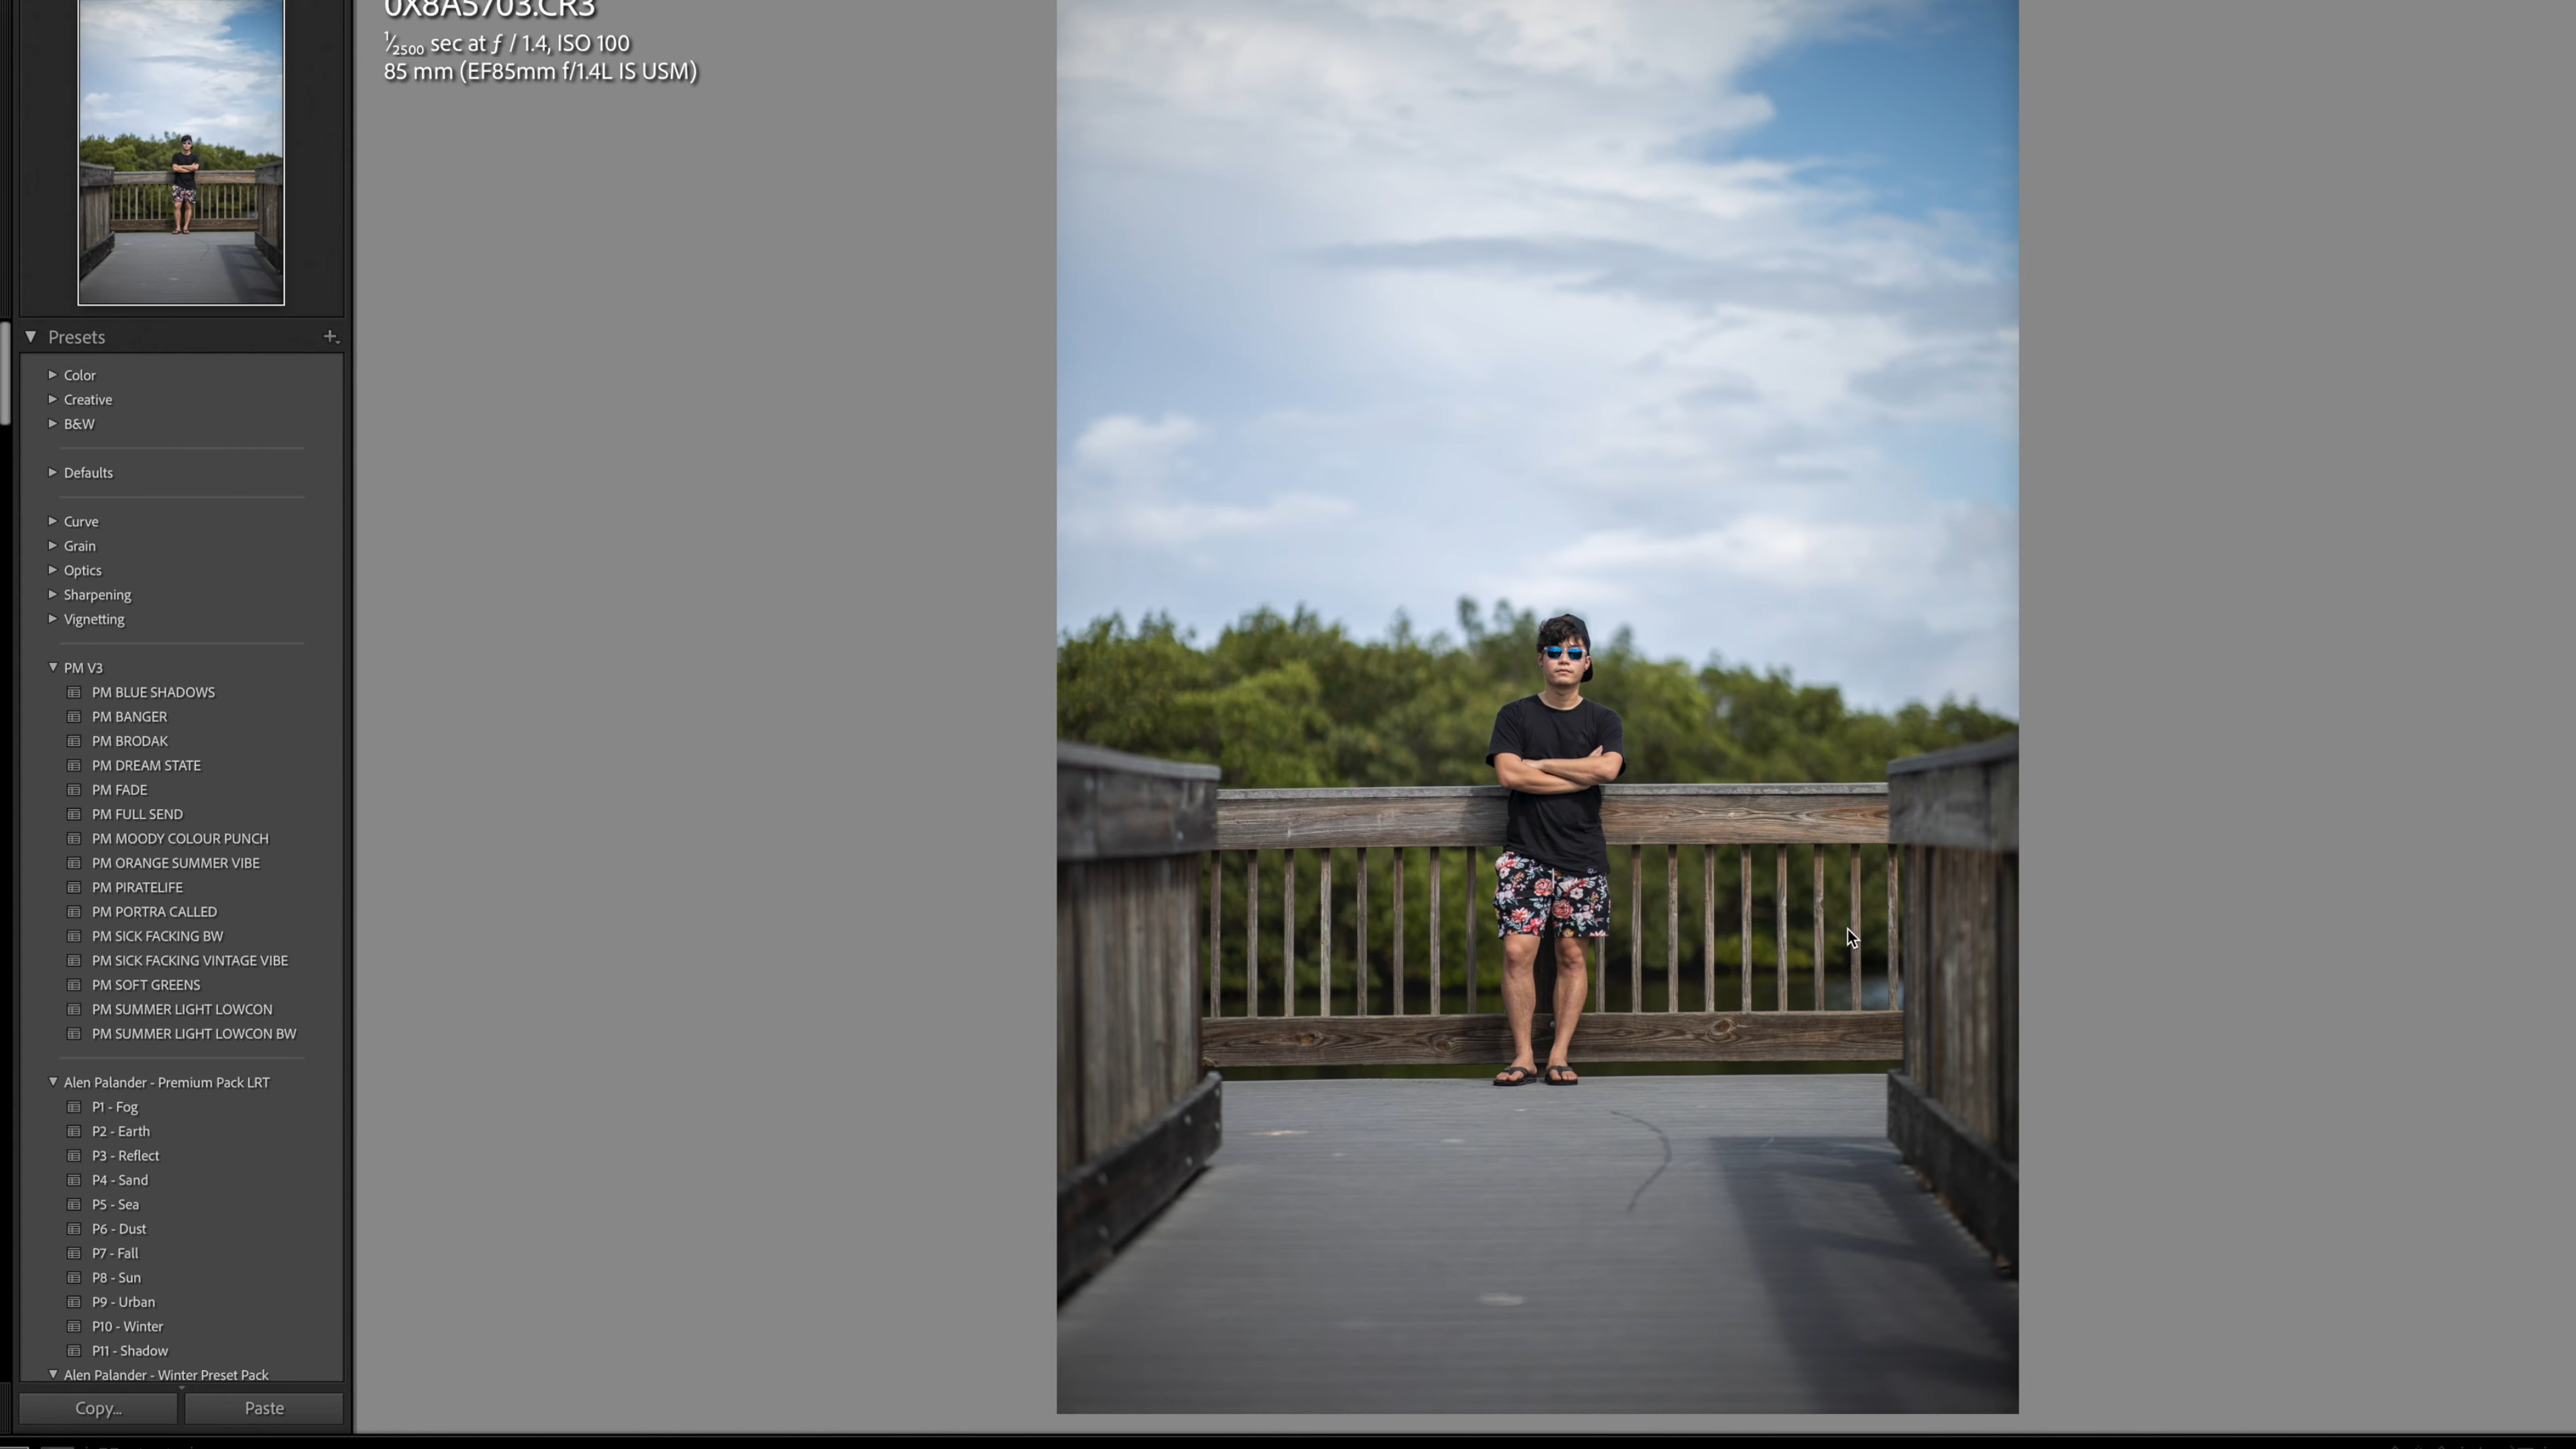 0X8A5703.CR3
1/2500 sec at ƒ / 1.4, ISO 100
85 mm (EF85mm f/1.4L IS USM)
Presets
Color
Creative
B&W
Defaults
Curve
Grain
Optics
Sharpening
Vignetting
PM V3
PM BLUE SHADOWS
PM BANGER
PM BRODAK
PM DREAM STATE
PM FADE
PM FULL SEND
PM MOODY COLOUR PUNCH
PM ORANGE SUMMER VIBE
PM PIRATELIFE
PM PORTRA CALLED
PM SICK FACKING BW
PM SICK FACKING VINTAGE VIBE
PM SOFT GREENS
PM SUMMER LIGHT LOWCON
PM SUMMER LIGHT LOWCON BW
Alen Palander - Premium Pack LRT
P1 - Fog
P2 - Earth
P3 - Reflect
P4 - Sand
P5 - Sea
P6 - Dust
P7 - Fall
P8 - Sun
P9 - Urban
P10 - Winter
P11 - Shadow
Alen Palander - Winter Preset Pack
Copy...
Paste